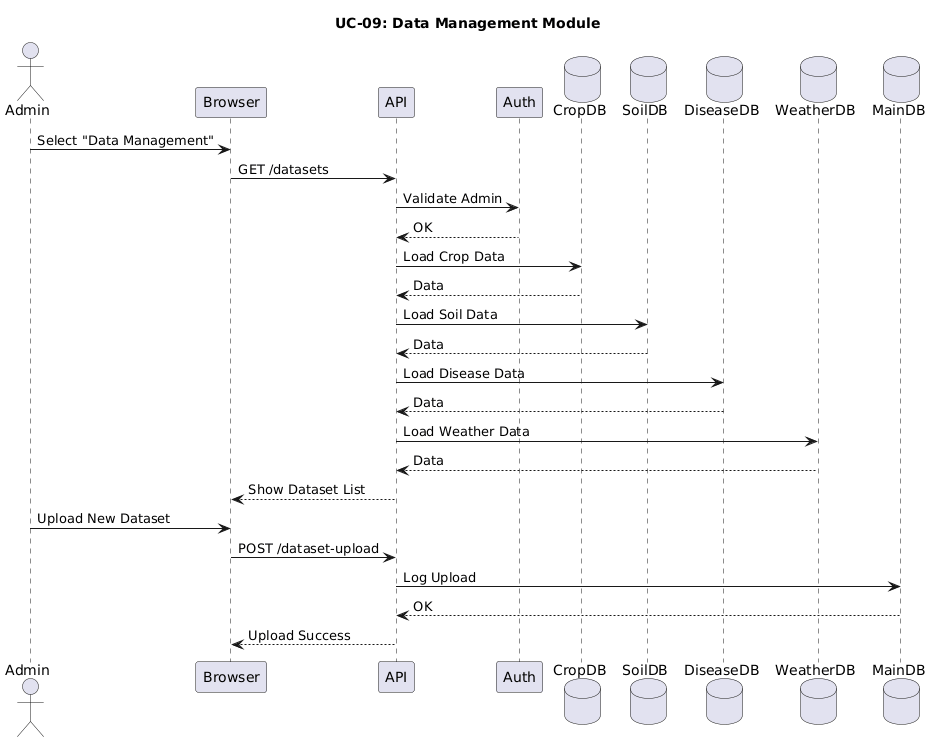 UC-09: Data Management Module
Admin
Browser
API
Auth
CropDB
SoilDB
DiseaseDB
WeatherDB
MainDB
Select "Data Management"
GET /datasets
Validate Admin
OK
Load Crop Data
Data
Load Soil Data
Data
Load Disease Data
Data
Load Weather Data
Data
Show Dataset List
Upload New Dataset
POST /dataset-upload
Log Upload
OK
Upload Success
Admin
Browser
API
Auth
CropDB
SoilDB
DiseaseDB
WeatherDB
MainDB